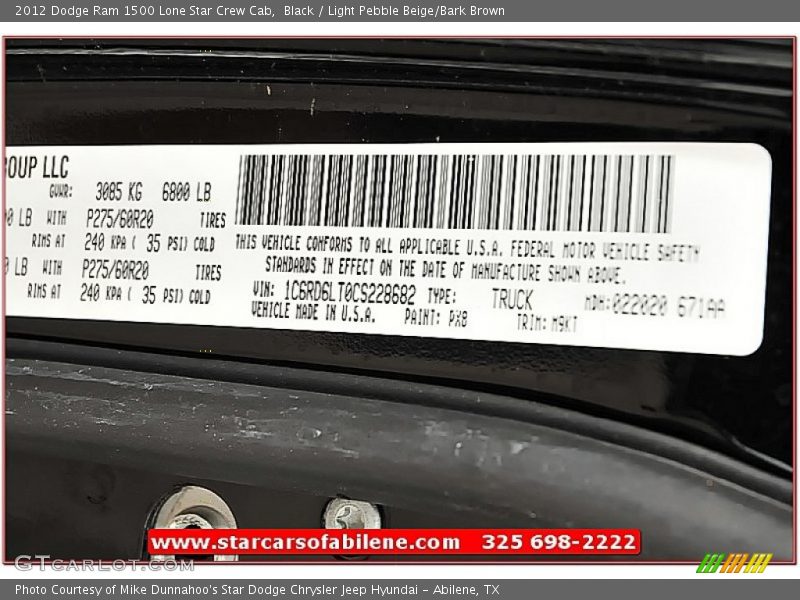 2012 Dodge Ram 1500 Lone Star Crew Cab,  Black / Light Pebble Beige/Bark Brown
OUP LLC
GVWR: 3085 KG 6800 LB
LB WITH P275/60R20 TIRES
RIMS AT 240 KPA ( 35 PSI) COLD
LB WITH P275/60R20 TIRES
RIMS AT 240 KPA ( 35 PSI) COLD
THIS VEHICLE CONFORMS TO ALL APPLICABLE U.S.A. FEDERAL MOTOR VEHICLE SAFETY
STANDARDS IN EFFECT ON THE DATE OF MANUFACTURE SHOWN ABOVE.
VIN: 1C6RD6LT0CS228682 TYPE: TRUCK MDH:022020 671AA
VEHICLE MADE IN U.S.A. PAINT: PX8 TRIM: M9KT
www.starcarsofabilene.com 325 698-2222
GTCARLOT.COM
Photo Courtesy of Mike Dunnahoo's Star Dodge Chrysler Jeep Hyundai - Abilene, TX